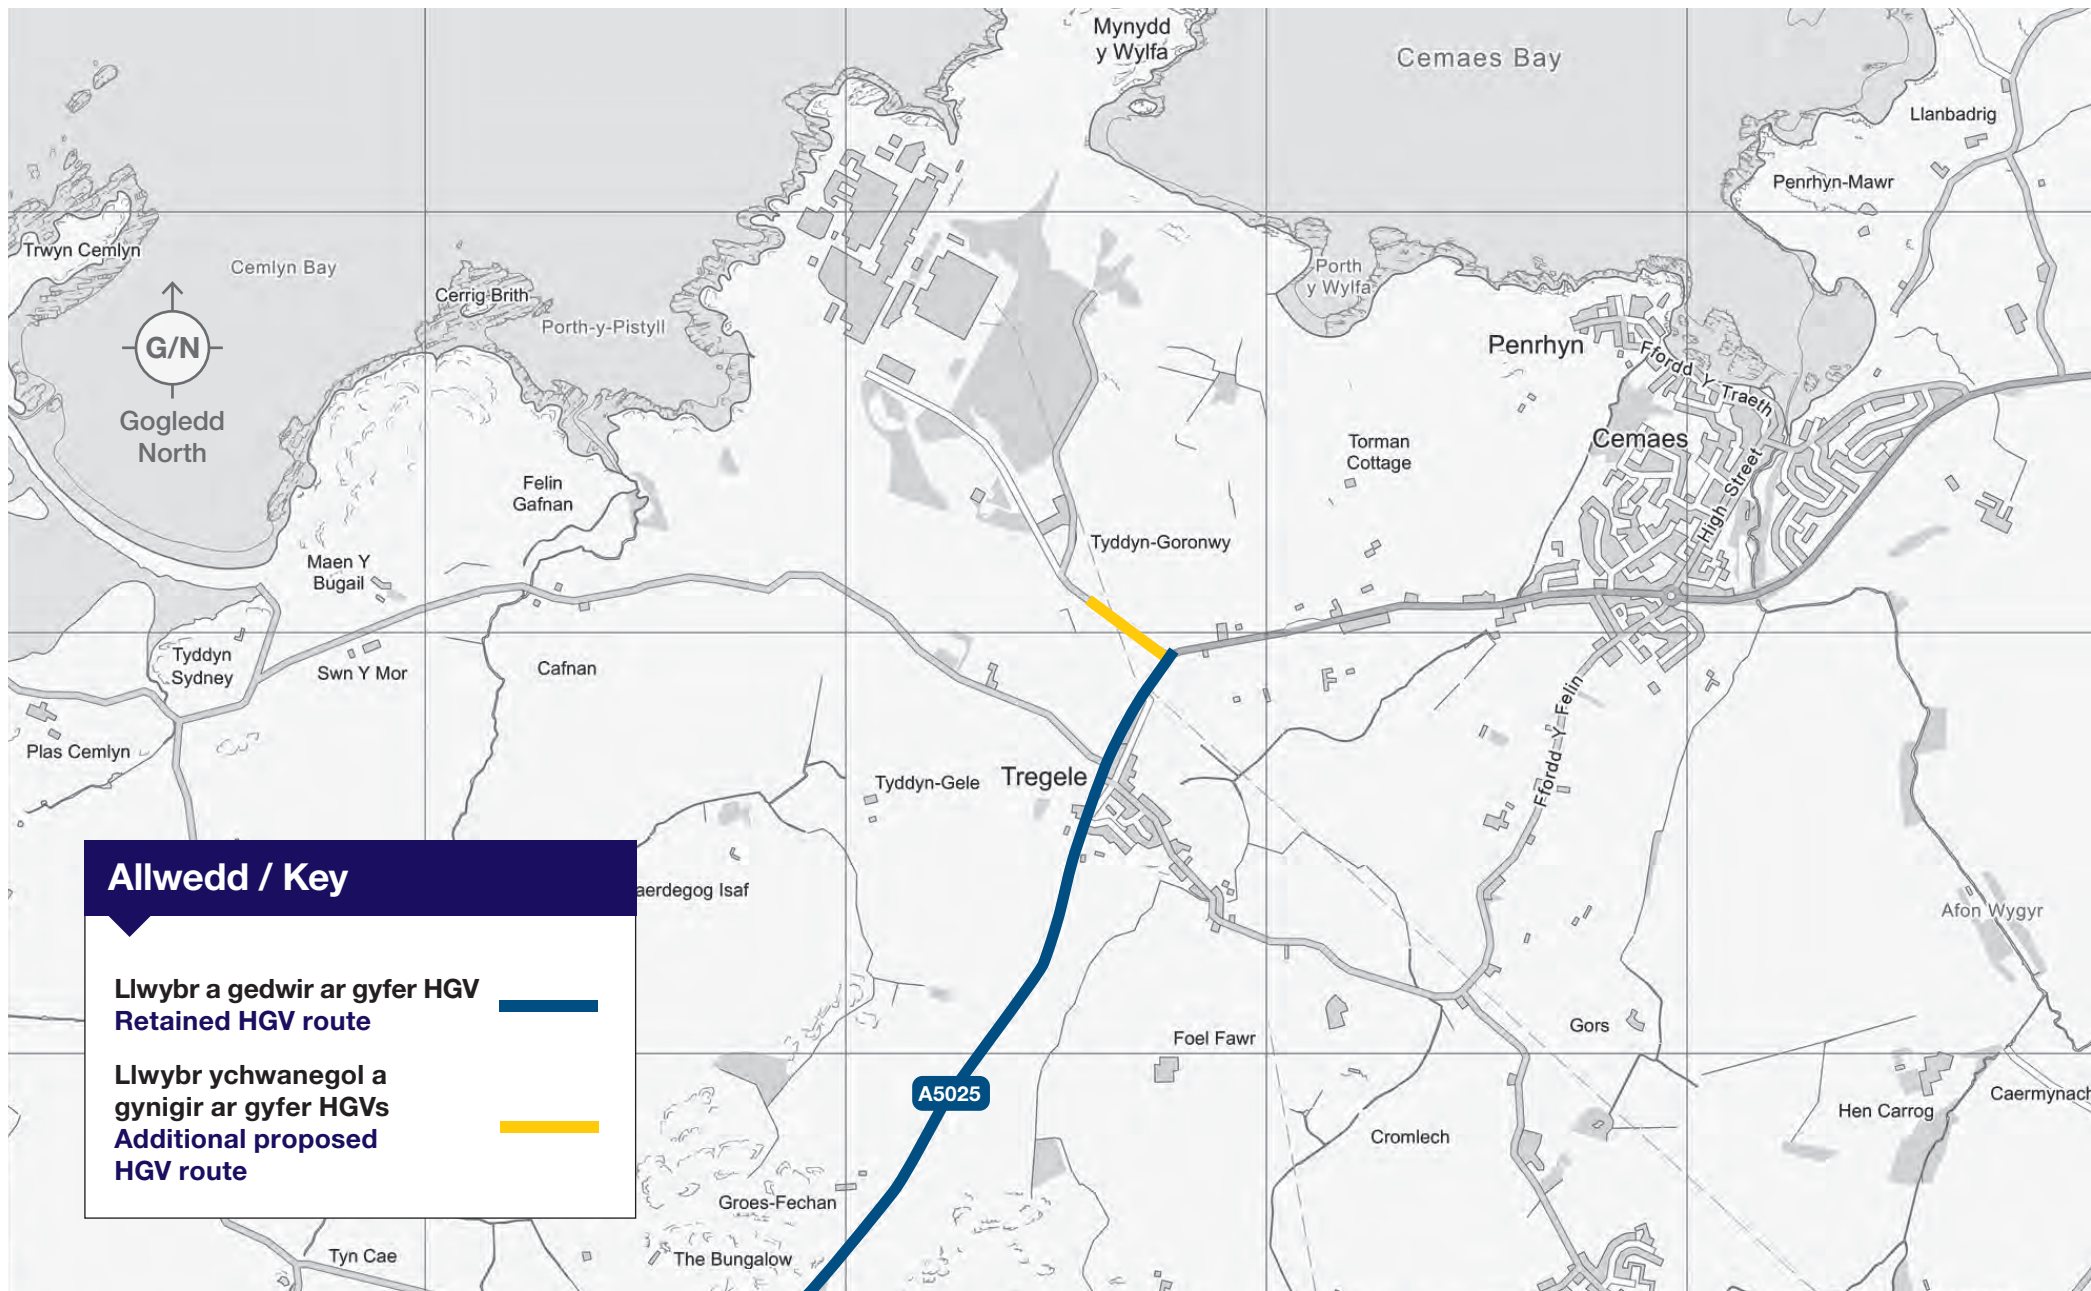 Mynydd
y Wylfa
Cemaes Bay
Llanbadrig
Penrhyn-Mawr
Trwyn Cemlyn
Cemlyn Bay
Cerrig Brith
Porth-y-Pistyll
Porth
y Wylfa
G/N
Gogledd
North
Penrhyn
Ffordd Y Traeth
Cemaes
High Street
Torman
Cottage
Felin
Gafnan
Tyddyn-Goronwy
Maen Y
Bugail
Tyddyn
Sydney
Swn Y Mor
Cafnan
Ffordd Y Felin
Plas Cemlyn
Tyddyn-Gele
Tregele
Allwedd / Key
aerdegog Isaf
Afon Wygyr
Llwybr a gedwir ar gyfer HGV
Retained HGV route
Llwybr ychwanegol a
gynigir ar gyfer HGVs
Additional proposed
HGV route
Foel Fawr
Gors
A5025
Hen Carrog
Caermynach
Cromlech
Groes-Fechan
The Bungalow
Tyn Cae